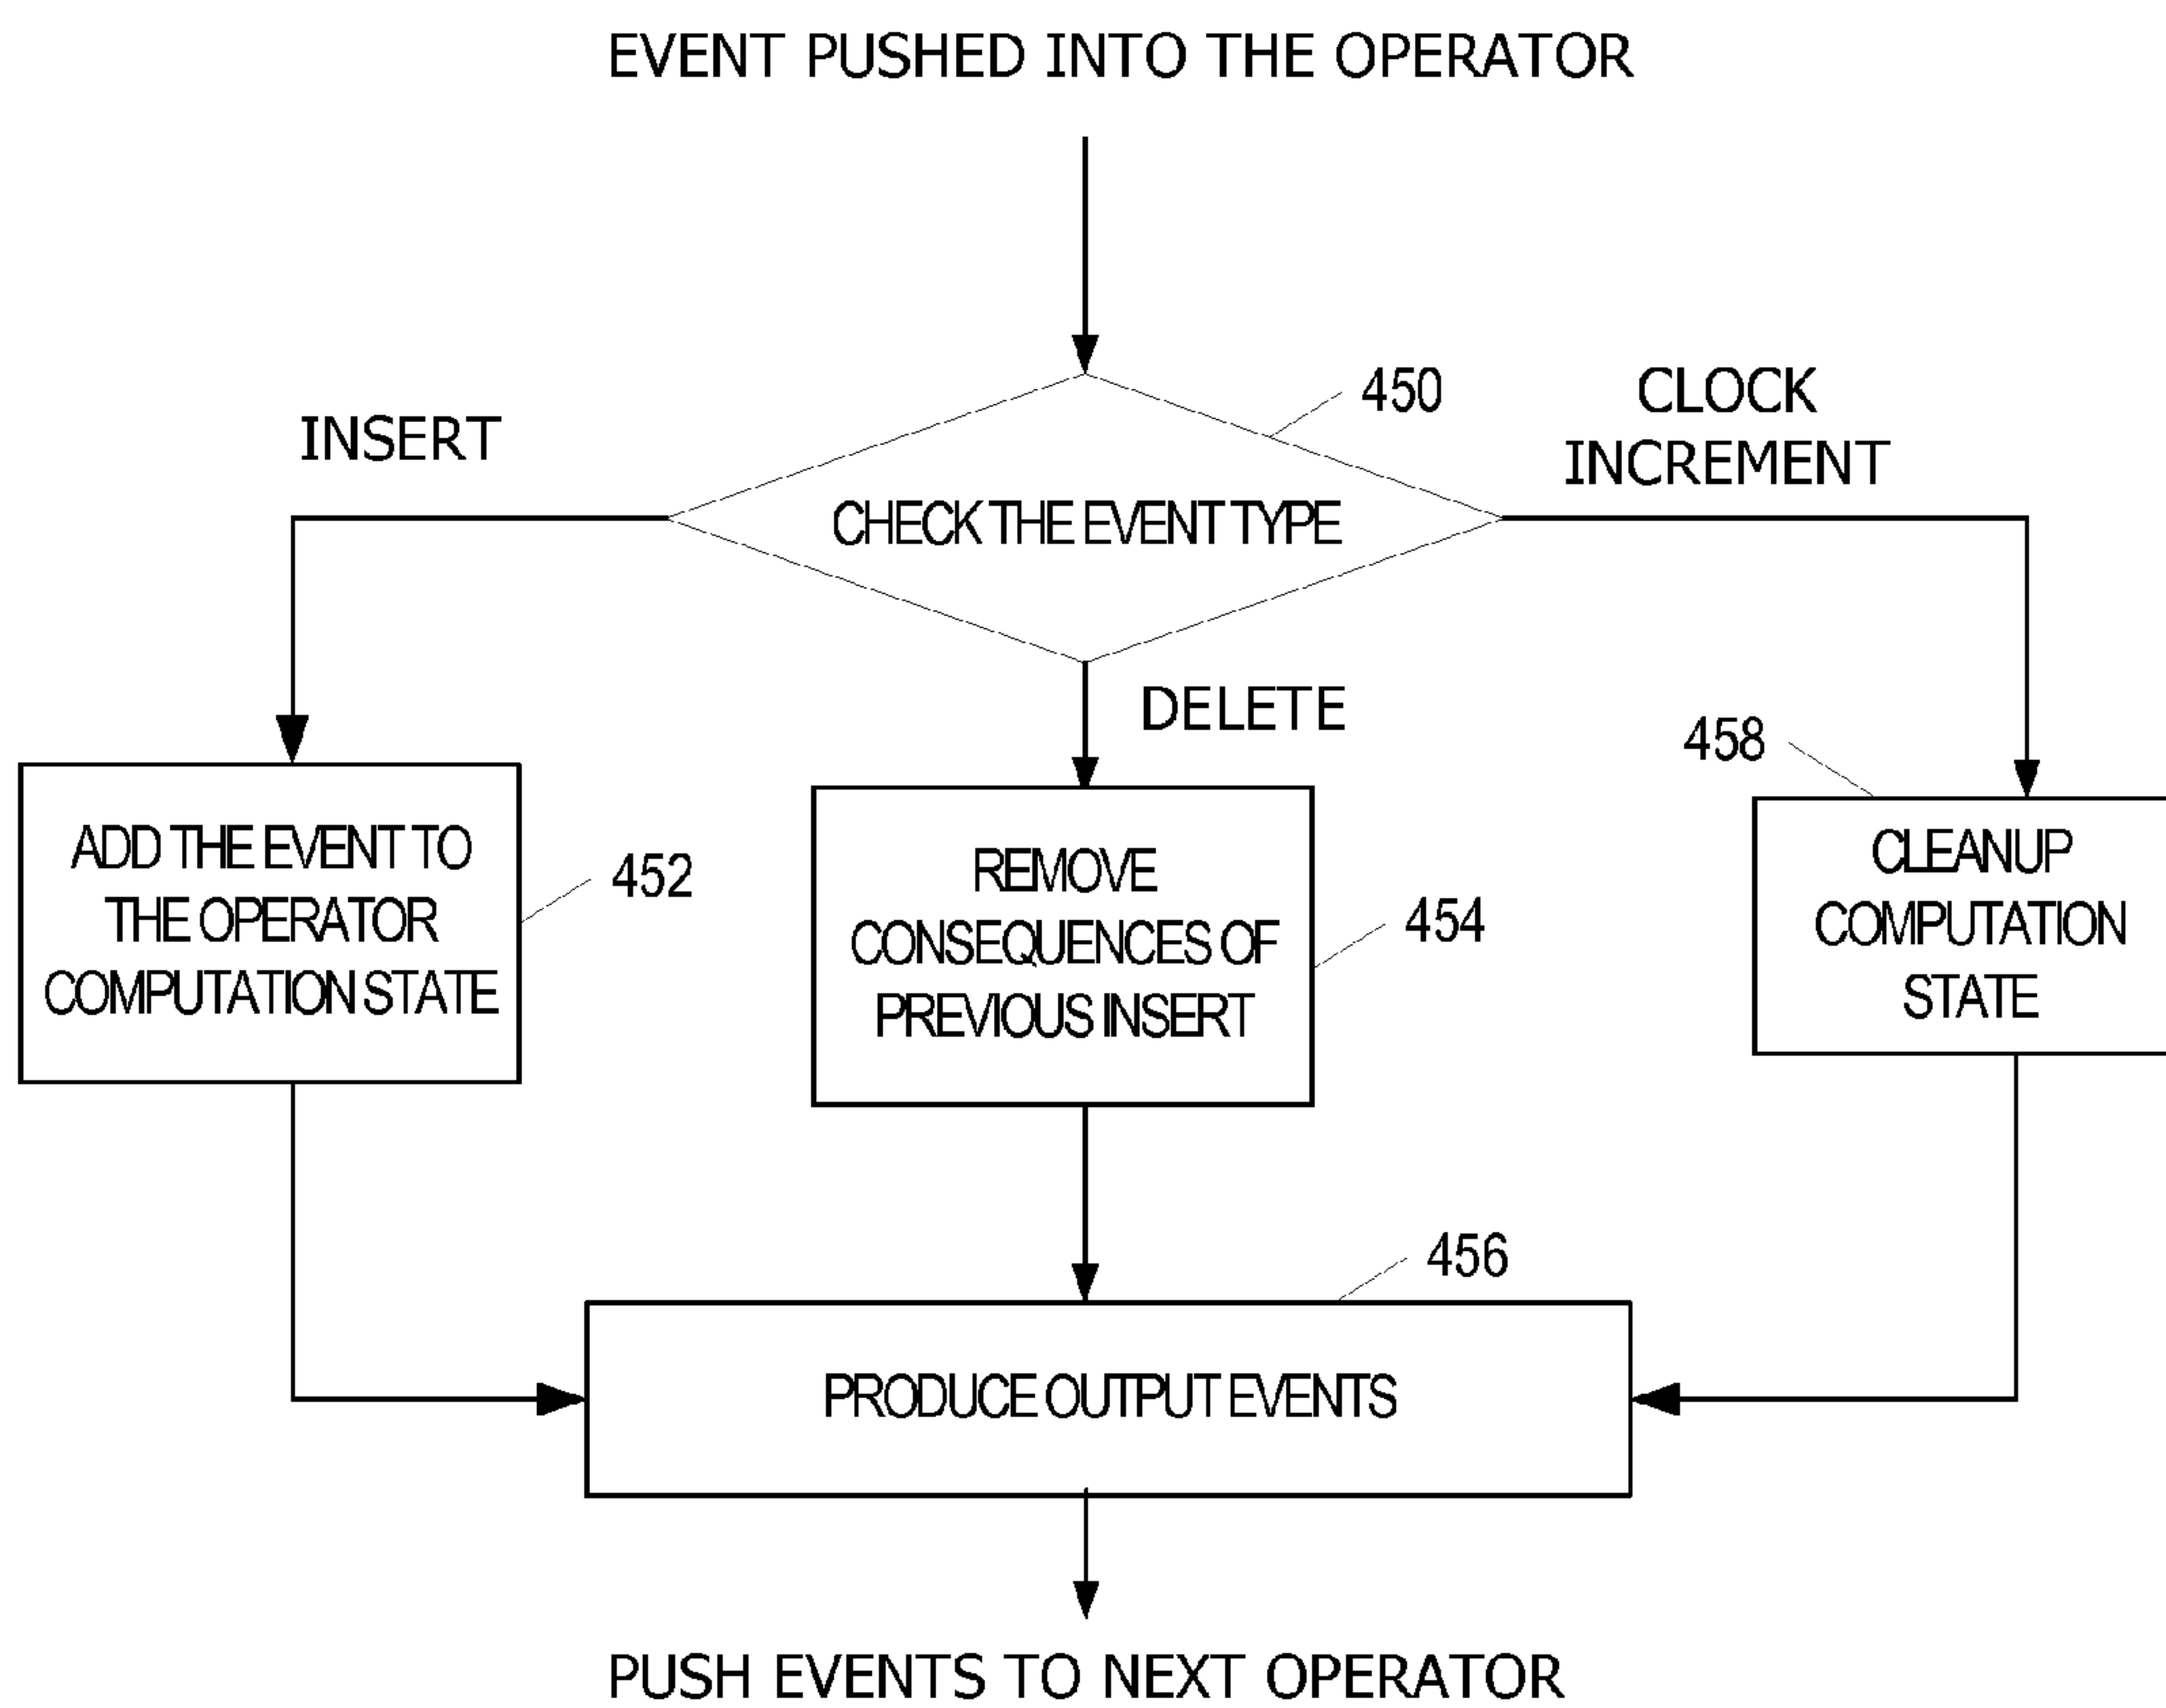 EVENT PUSHED INTO THE OPERATOR
450
CLOCK
INCREMENT
INSERT
CHECK THE EVENT TYPE
DELETE
458
ADD THE EVENT TO
THE OPERATOR
COMPUTATION STATE
452
REMOVE
CONSEQUENCES OF
PREVIOUS INSERT
454
CLEANUP
COMPUTATION
STATE
456
PRODUCE OUTPUT EVENTS
PUSH EVENTS TO NEXT OPERATOR